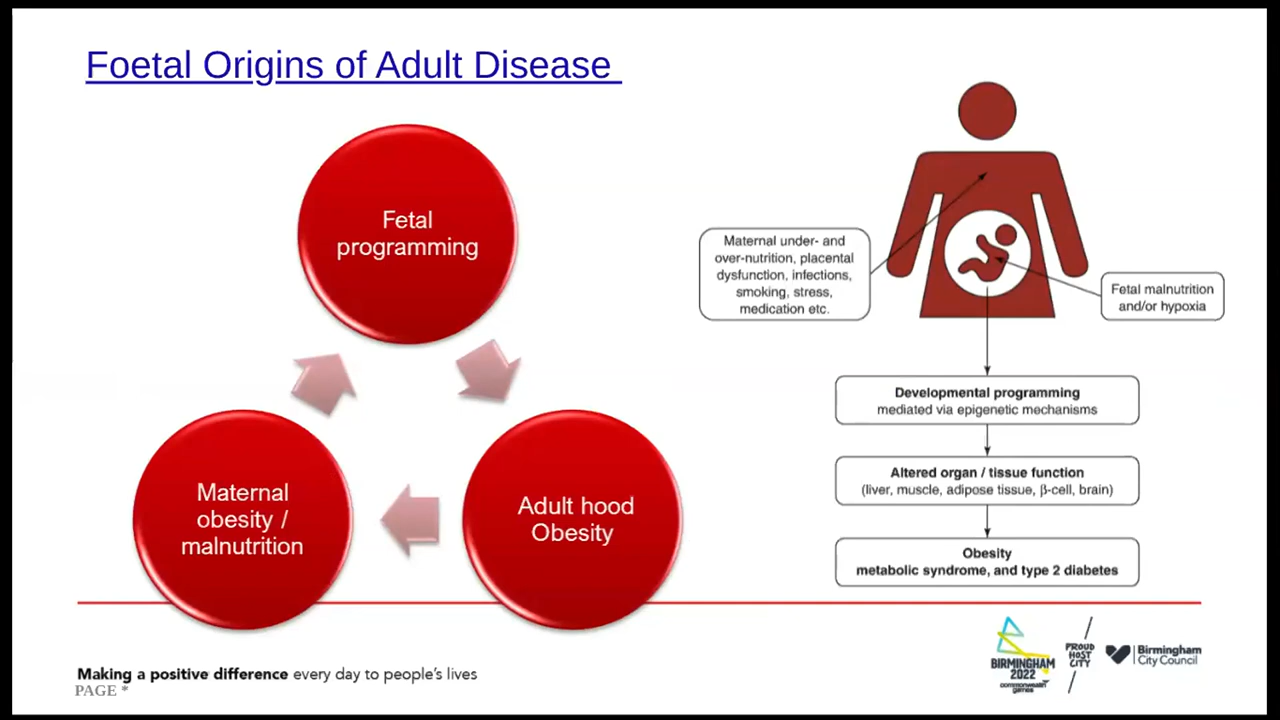 Foetal Origins of Adult Disease
Fetal
programming
Adult hood
Obesity
Maternal
obesity /
malnutrition
Maternal under- and
over-nutrition, placental
dysfunction, infections,
smoking, stress,
medication etc.
Fetal malnutrition
and/or hypoxia
Developmental programming
mediated via epigenetic mechanisms
Altered organ / tissue function
(liver, muscle, adipose tissue, β-cell, brain)
Obesity
metabolic syndrome, and type 2 diabetes
Making a positive difference every day to people's lives
PAGE *
BIRMINGHAM
2022
commonwealth
games
PROUD
HOST
CITY
Birmingham
City Council